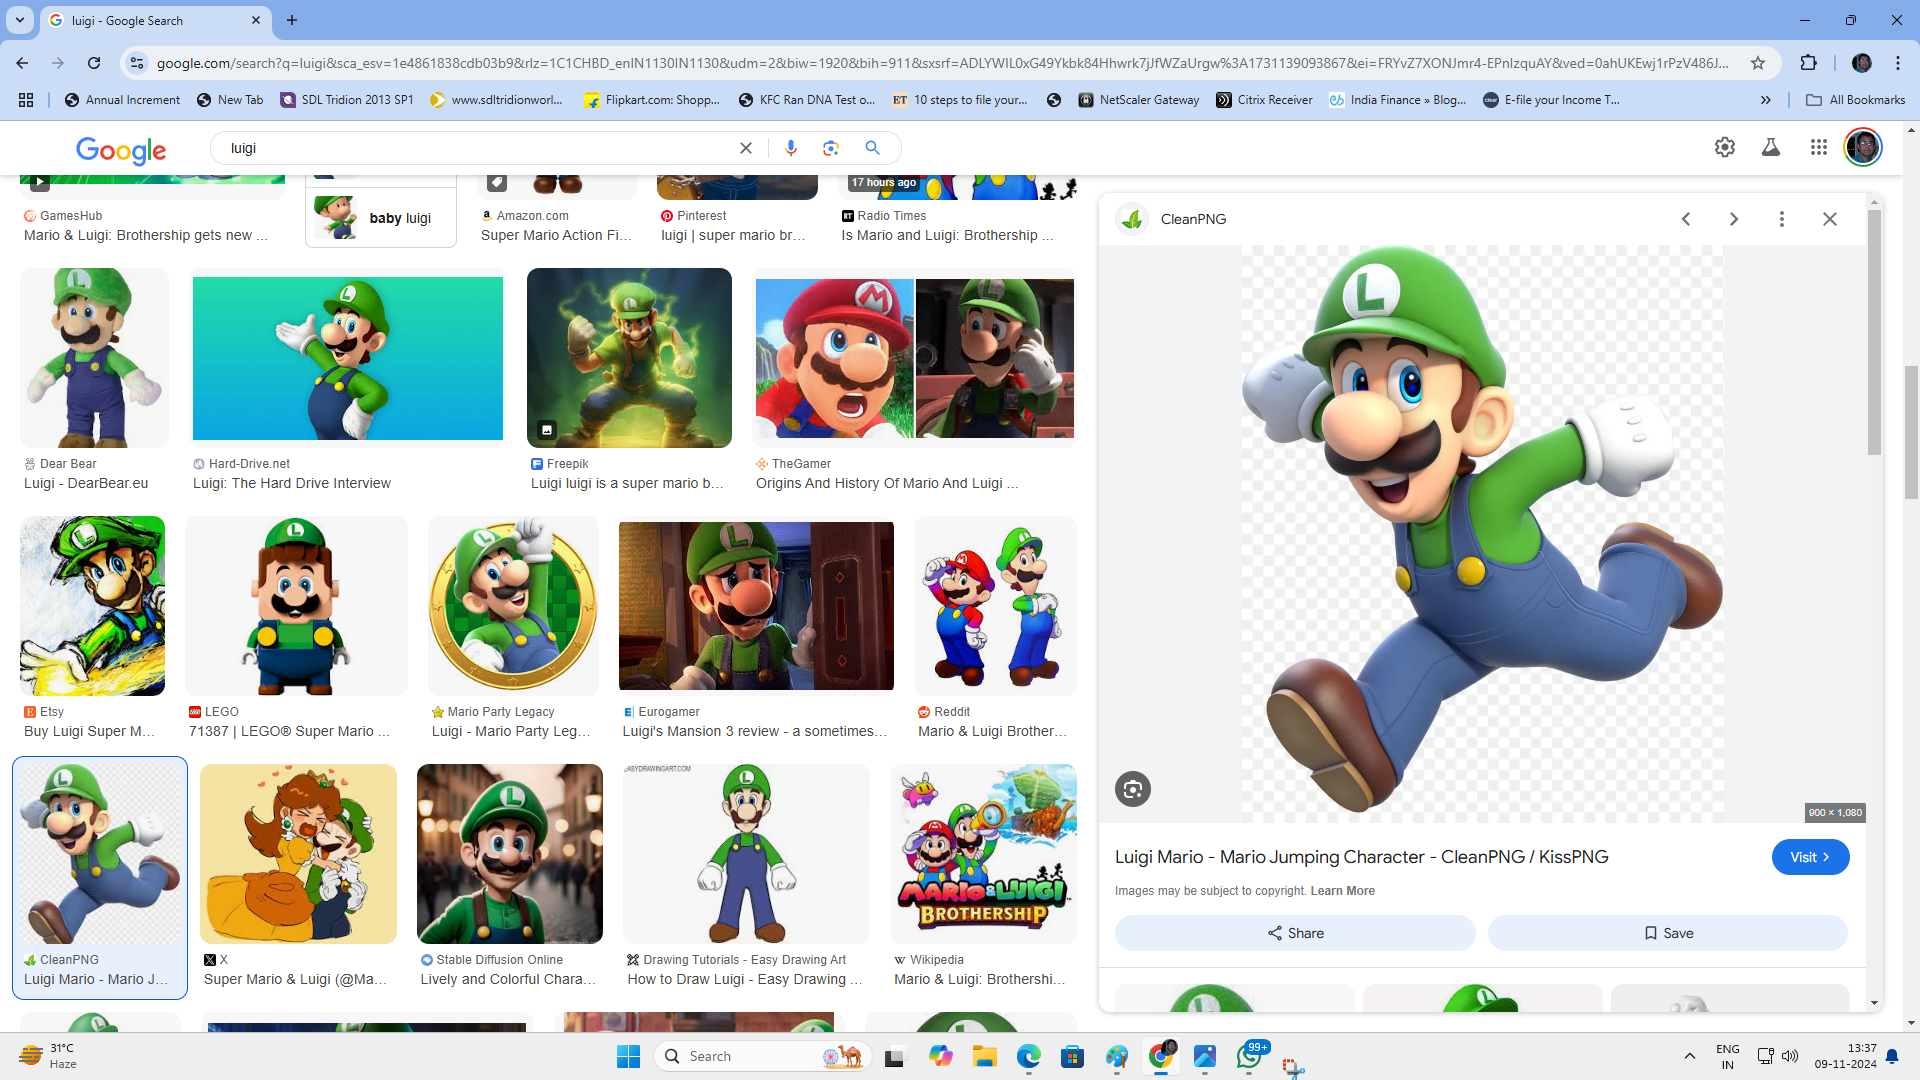 luigi - Google Search
google.com/search?q=luigi&sca_esv=1e4861838cdb03b9&rlz=1C1CHBD_enIN1130IN1130&udm=2&biw=1920&bih=911&sxsrf=ADLYWIL0xG49Ykbk84Hhwrk7jJfWZaUrgw%3A1731139093867&ei=FRYvZ7XONJmr4-EPnIzquAY&ved=0ahUKEwj1rPzV486J...
Annual Increment
New Tab
SDL Tridion 2013 SP1
www.sdltridionworl...
Flipkart.com: Shopp...
KFC Ran DNA Test o...
ET 10 steps to file your...
NetScaler Gateway
Citrix Receiver
India Finance » Blog...
E-file your Income T...
All Bookmarks
Google
luigi
GameHub
Mario & Luigi: Brothership gets new ...
baby luigi
Amazon.com
Super Mario Action Fi...
Pinterest
luigi | super mario br...
17 hours ago
RT Radio Times
Is Mario and Luigi: Brothership ...
Dear Bear
Luigi - DearBear.eu
Hard-Drive.net
Luigi: The Hard Drive Interview
Freepik
Luigi luigi is a super mario b...
TheGamer
Origins And History Of Mario And Luigi ...
Etsy
Buy Luigi Super M...
LEGO
71387 | LEGO® Super Mario ...
Mario Party Legacy
Luigi - Mario Party Leg...
Eurogamer
Luigi's Mansion 3 review - a sometimes...
Reddit
Mario & Luigi Brother...
CleanPNG
Luigi Mario - Mario J...
X
Super Mario & Luigi (@Ma...
Stable Diffusion Online
Lively and Colorful Chara...
EASYDRAWINGART.COM
Drawing Tutorials - Easy Drawing Art
How to Draw Luigi - Easy Drawing ...
MARIO & LUIGI
BROTHERSHIP
Wikipedia
Mario & Luigi: Brothershi...
CleanPNG
L
900 × 1,080
Luigi Mario - Mario Jumping Character - CleanPNG / KissPNG
Visit
Images may be subject to copyright. Learn More
Share
Save
31°C
Haze
Search
99+
ENG
IN
13:37
09-11-2024